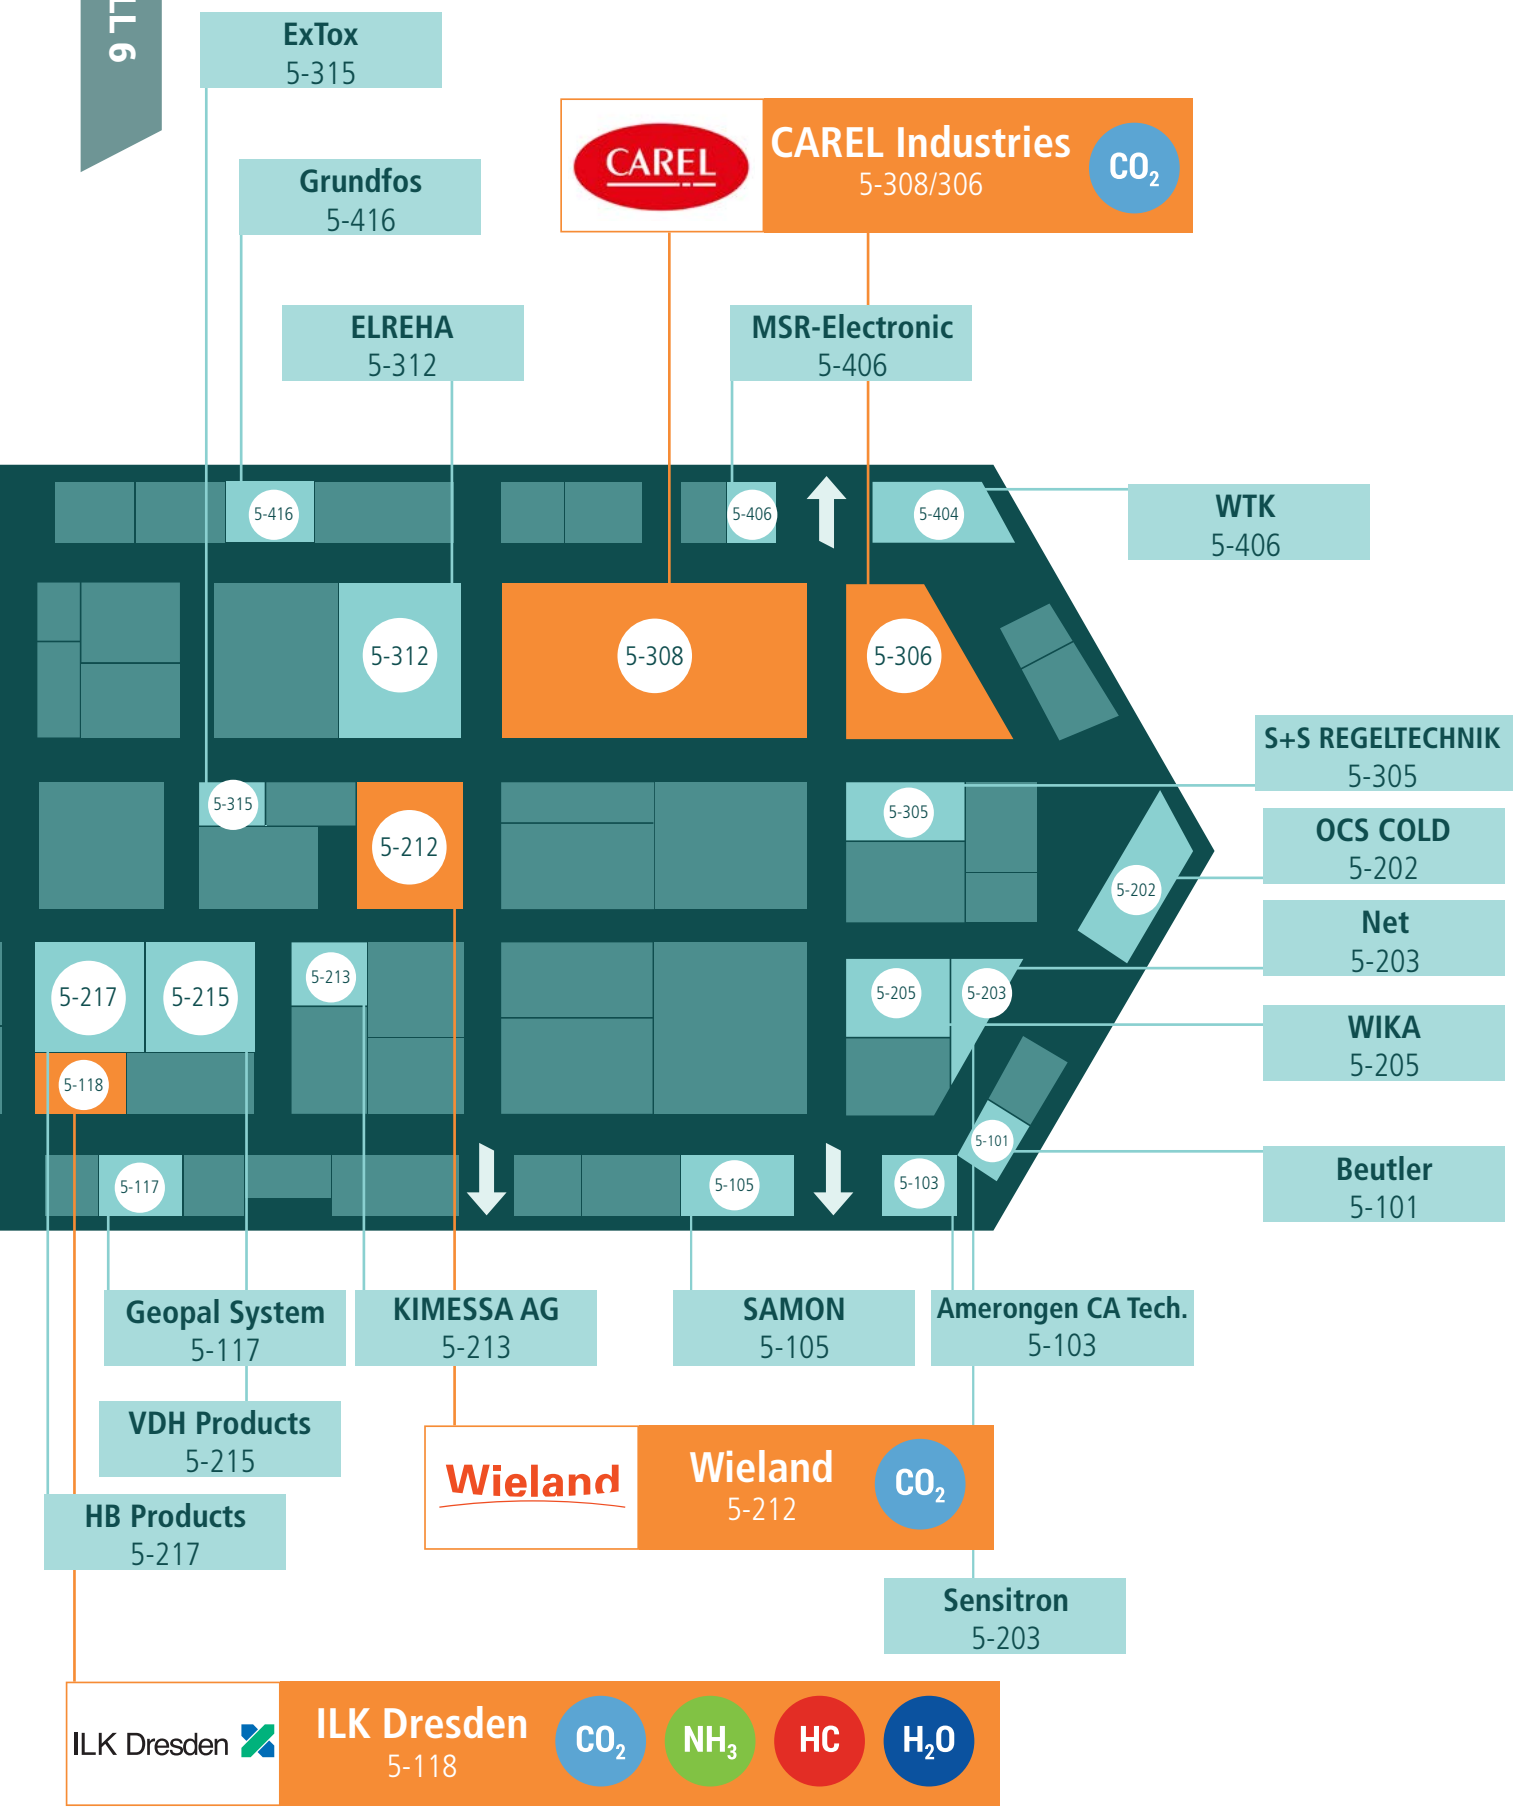 LL 6
ExTox
5-315
CAREL
CAREL Industries
5-308/306
CO₂
Grundfos
5-416
ELREHA
5-312
MSR-Electronic
5-406
5-416
5-406
5-404
WTK
5-406
5-312
5-308
5-306
S+S REGELTECHNIK
5-305
5-315
5-212
5-305
OCS COLD
5-202
5-202
Net
5-203
5-217
5-215
5-213
5-205
5-203
WIKA
5-205
5-118
5-101
Beutler
5-101
5-117
5-105
5-103
Geopal System
5-117
KIMESSA AG
5-213
SAMON
5-105
Amerongen CA Tech.
5-103
VDH Products
5-215
Wieland
Wieland
5-212
CO₂
HB Products
5-217
Sensitron
5-203
ILK Dresden
ILK Dresden
5-118
CO₂
NH₃
HC
H₂O